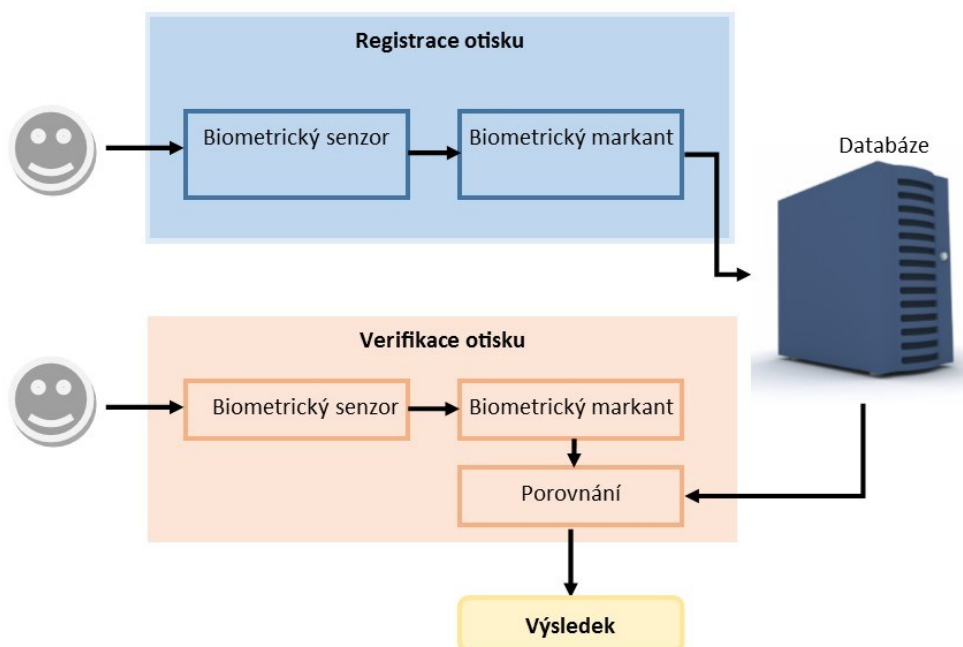 Registrace otisku
Biometrický senzor
Biometrický markant
Databáze
Verifikace otisku
Biometrický senzor
Biometrický markant
Porovnání
Výsledek